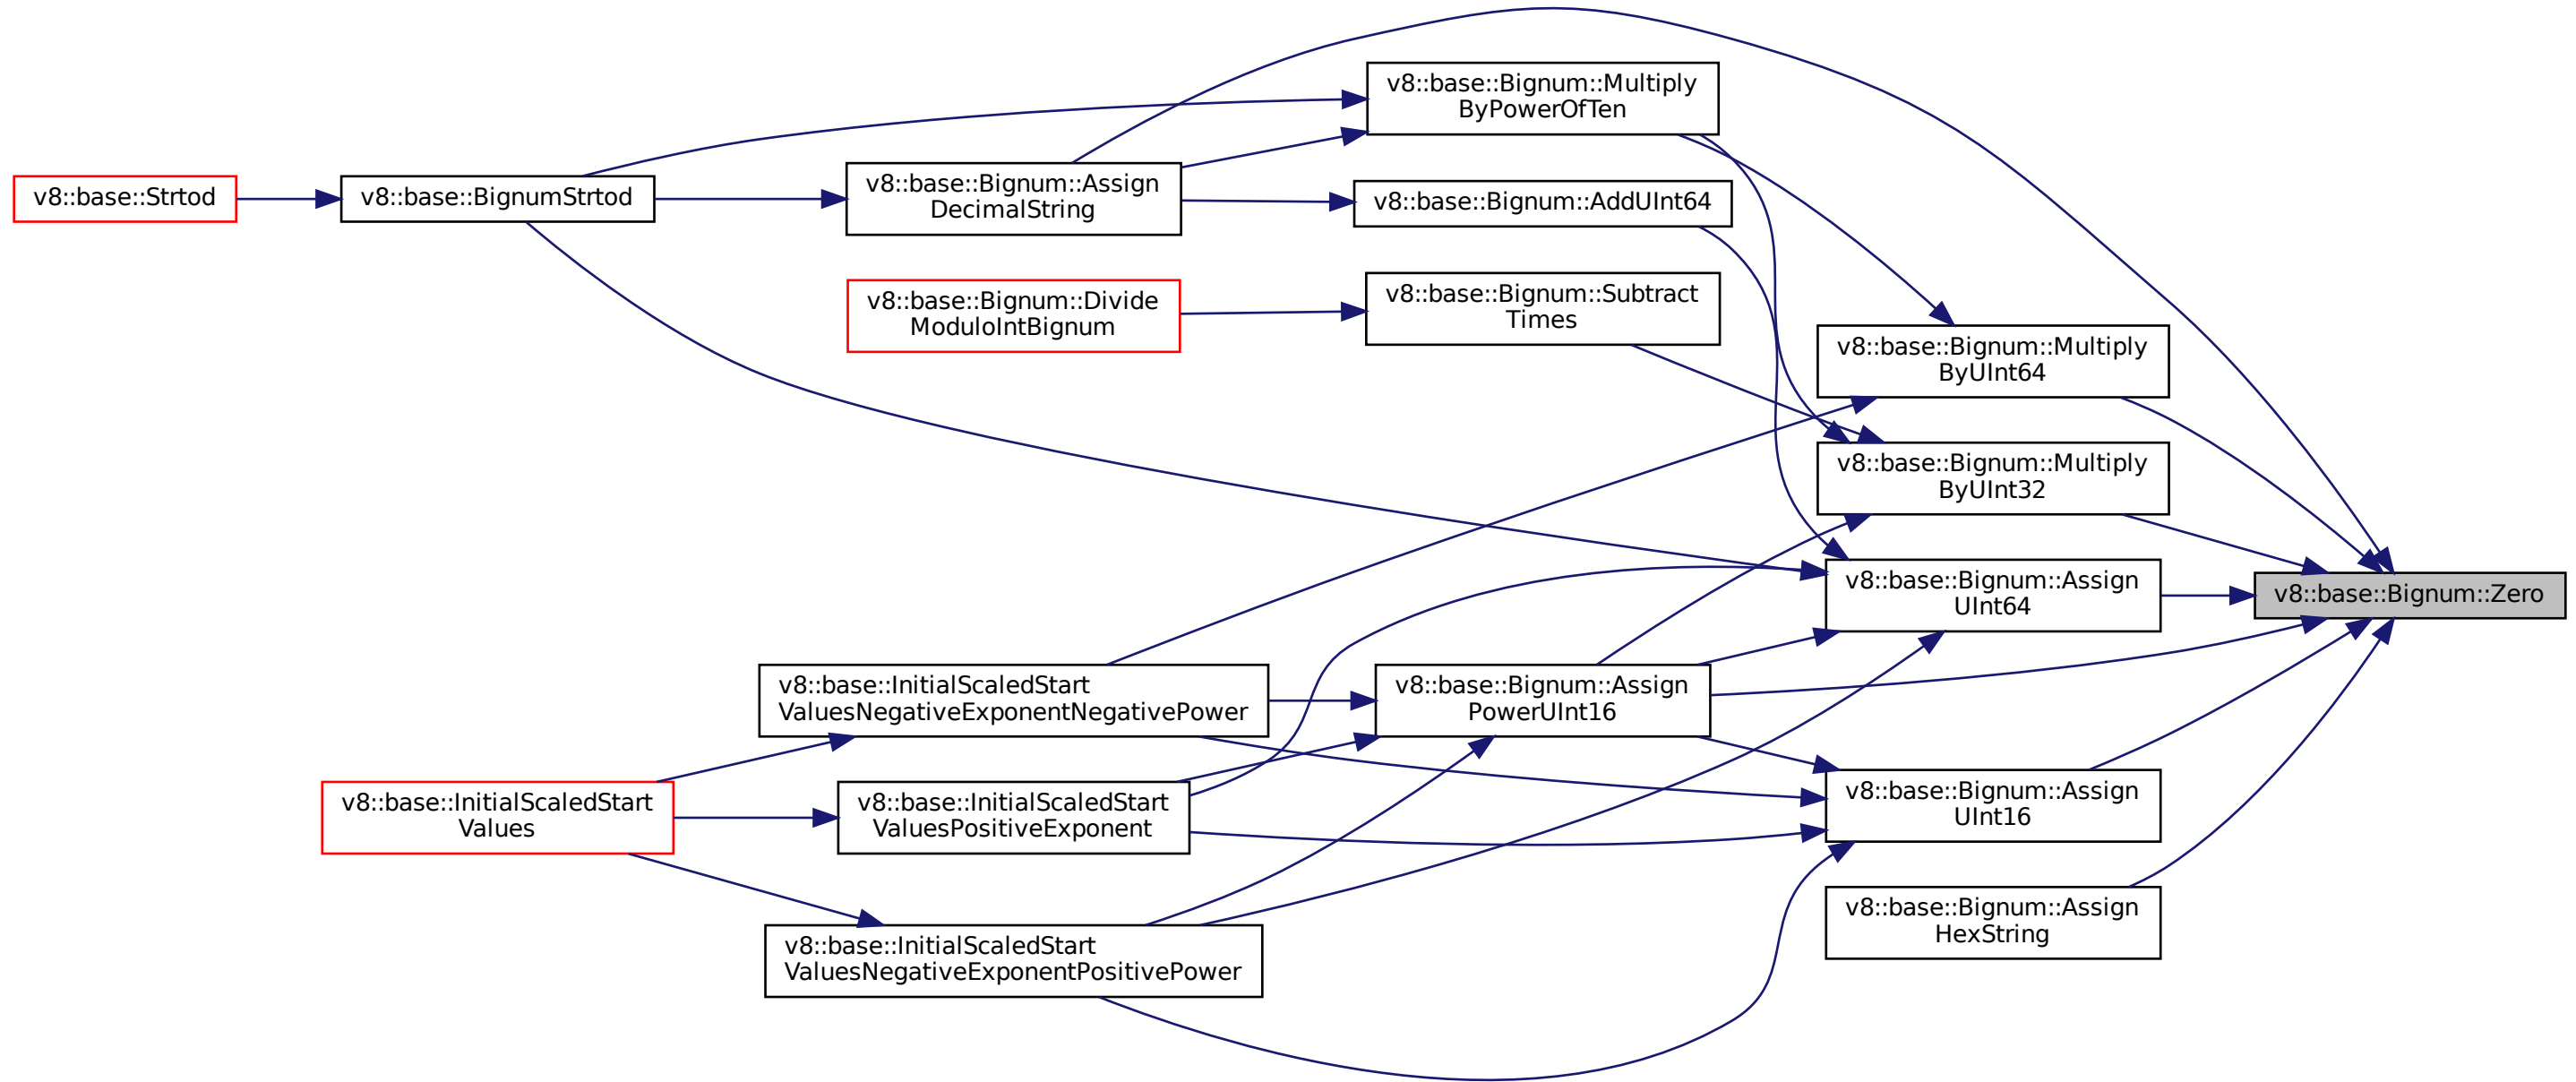 v8::base::Bignum::Multiply
ByPowerOfTen
v8::base::Strtod
v8::base::BignumStrtod
v8::base::Bignum::Assign
DecimalString
v8::base::Bignum::AddUInt64
v8::base::Bignum::Divide
ModuloIntBignum
v8::base::Bignum::Subtract
Times
v8::base::Bignum::Multiply
ByUInt64
v8::base::Bignum::Multiply
ByUInt32
v8::base::Bignum::Assign
UInt64
v8::base::Bignum::Zero
v8::base::InitialScaledStart
ValuesNegativeExponentNegativePower
v8::base::Bignum::Assign
PowerUInt16
v8::base::InitialScaledStart
Values
v8::base::InitialScaledStart
ValuesPositiveExponent
v8::base::Bignum::Assign
UInt16
v8::base::InitialScaledStart
ValuesNegativeExponentPositivePower
v8::base::Bignum::Assign
HexString